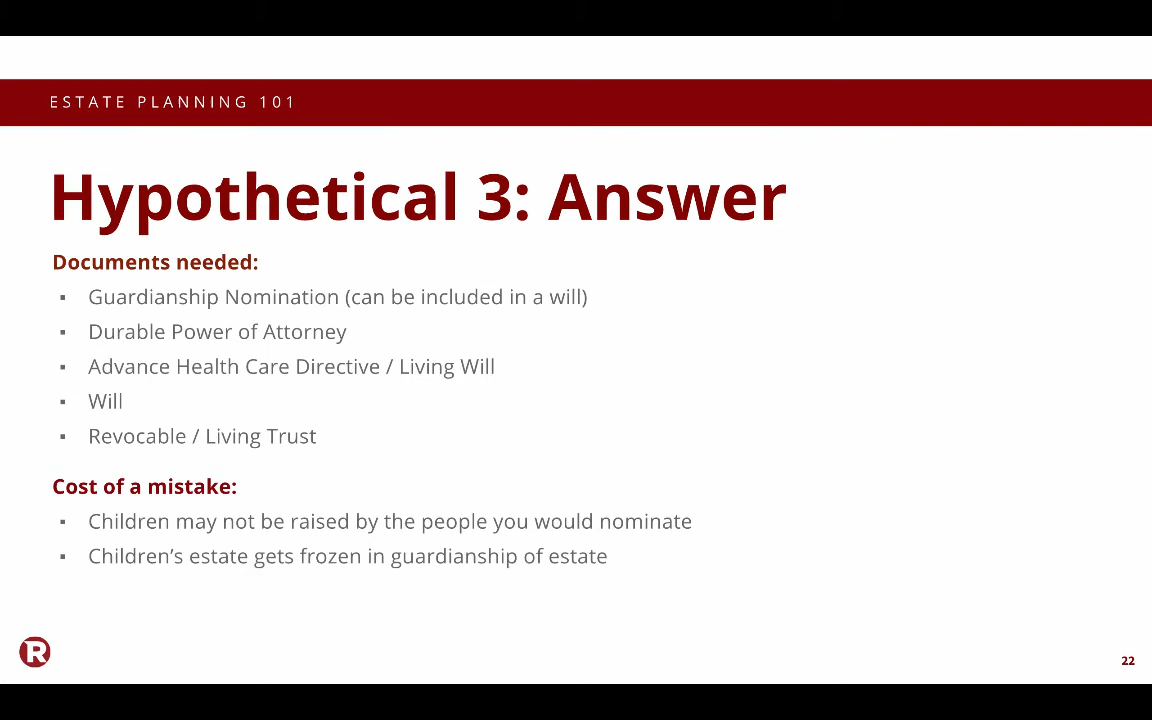 ESTATE PLANNING 101
Hypothetical 3: Answer
Documents needed:
▪ Guardianship Nomination (can be included in a will)
▪ Durable Power of Attorney
▪ Advance Health Care Directive / Living Will
▪ Will
▪ Revocable / Living Trust
Cost of a mistake:
▪ Children may not be raised by the people you would nominate
▪ Children’s estate gets frozen in guardianship of estate
R
22